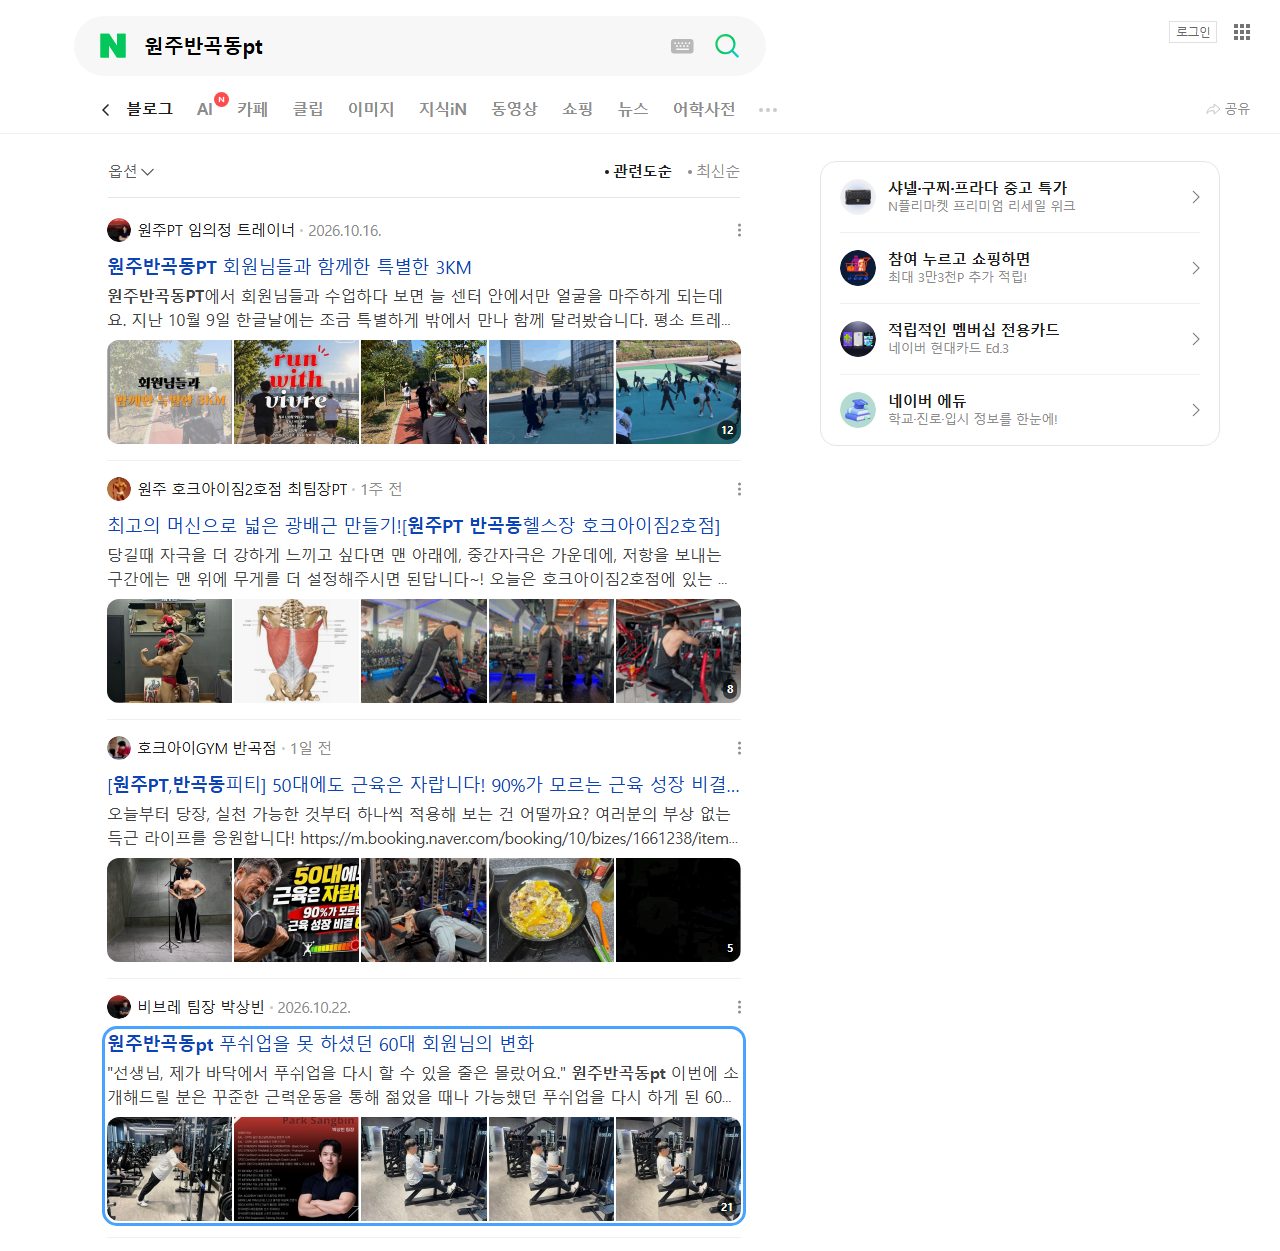 원주반곡동pt
로그인
블로그 AI N 카페 클립 이미지 지식iN 동영상 쇼핑 뉴스 어학사전
공유
옵션
• 관련도순 • 최신순
원주PT 임의정 트레이너 · 2026.10.16.
원주반곡동PT 회원님들과 함께한 특별한 3KM
원주반곡동PT에서 회원님들과 수업하다 보면 늘 센터 안에서만 얼굴을 마주하게 되는데
요. 지난 10월 9일 한글날에는 조금 특별하게 밖에서 만나 함께 달려봤습니다. 평소 트레...
회원님들과
함께한 특별한 3KM
run
with
vivre
12
원주 호크아이짐2호점 최팀장PT · 1주 전
최고의 머신으로 넓은 광배근 만들기![원주PT 반곡동헬스장 호크아이짐2호점]
당길때 자극을 더 강하게 느끼고 싶다면 맨 아래에, 중간자극은 가운데에, 저항을 보내는
구간에는 맨 위에 무게를 더 설정해주시면 된답니다~! 오늘은 호크아이짐2호점에 있는 ...
8
호크아이GYM 반곡점 · 1일 전
[원주PT,반곡동피티] 50대에도 근육은 자랍니다! 90%가 모르는 근육 성장 비결...
오늘부터 당장, 실천 가능한 것부터 하나씩 적용해 보는 건 어떨까요? 여러분의 부상 없는
득근 라이프를 응원합니다! https://m.booking.naver.com/booking/10/bizes/1661238/item...
50대에도
근육은 자랍니
90%가 모르는
근육 성장 비결
5
비브레 팀장 박상빈 · 2026.10.22.
원주반곡동pt 푸쉬업을 못 하셨던 60대 회원님의 변화
"선생님, 제가 바닥에서 푸쉬업을 다시 할 수 있을 줄은 몰랐어요." 원주반곡동pt 이번에 소
개해드릴 분은 꾸준한 근력운동을 통해 젊었을 때나 가능했던 푸쉬업을 다시 하게 된 60...
Park Sangbin
박상빈 팀장
21
샤넬·구찌·프라다 중고 특가
N플리마켓 프리미엄 리세일 위크
참여 누르고 쇼핑하면
최대 3만3천P 추가 적립!
적립적인 멤버십 전용카드
네이버 현대카드 Ed.3
네이버 에듀
학교·진로·입시 정보를 한눈에!